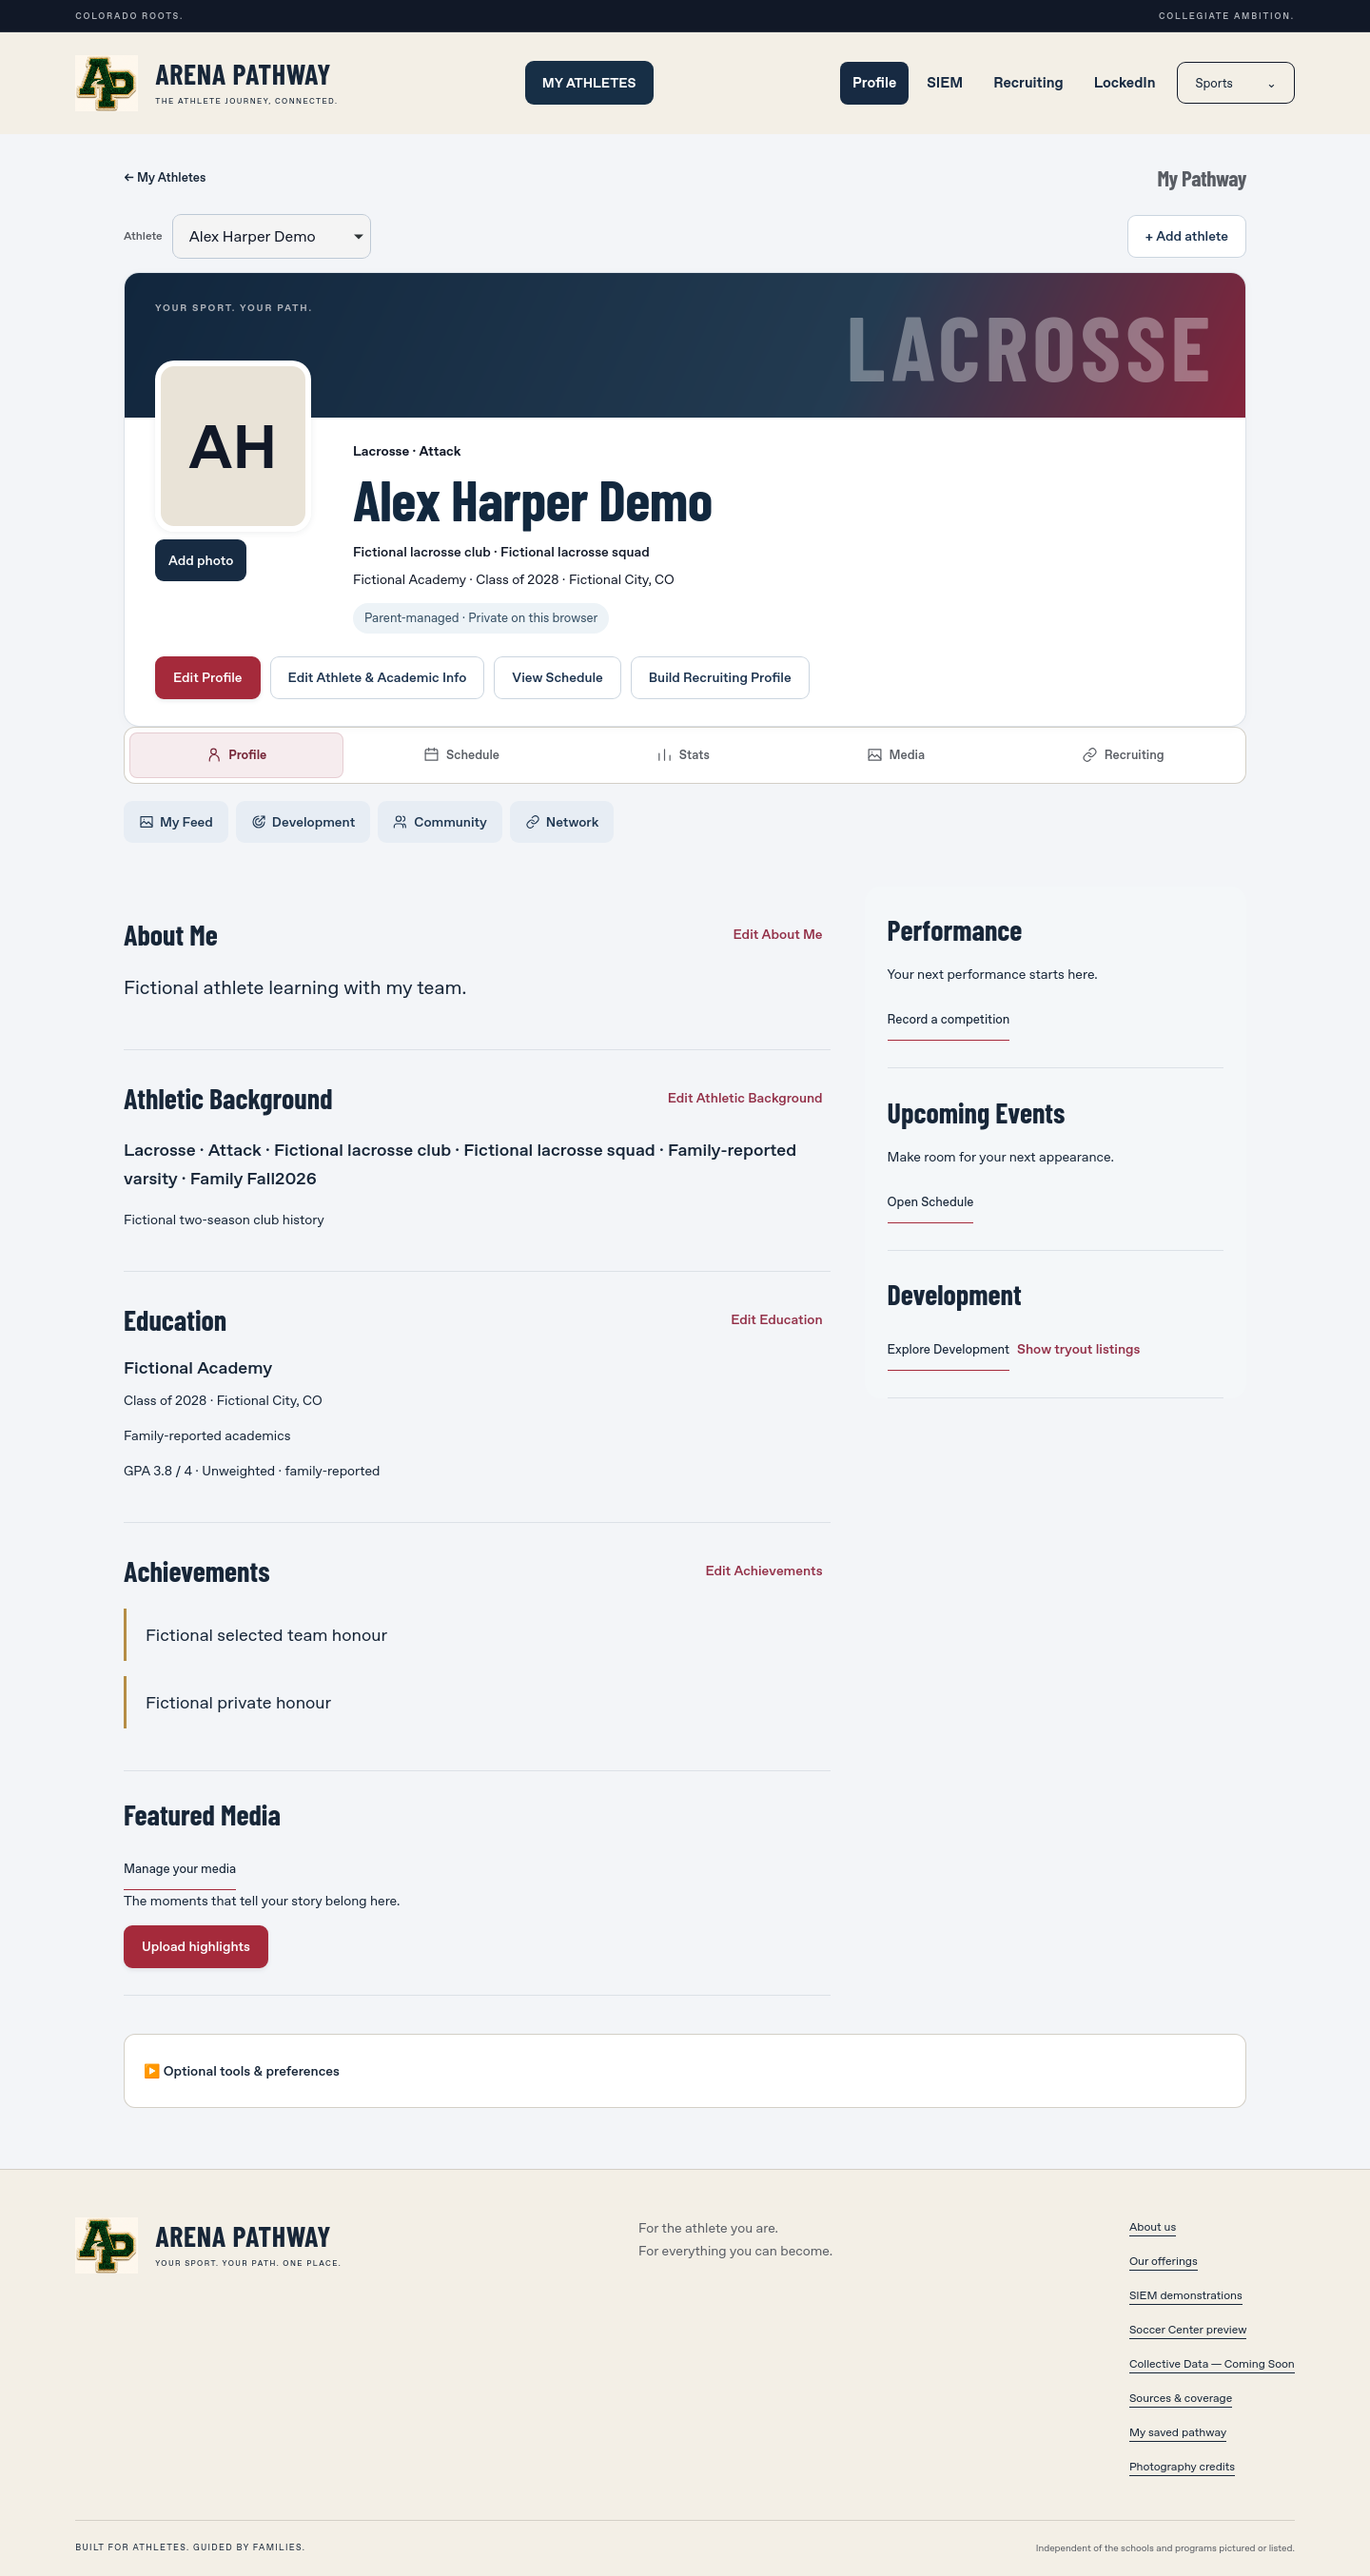 COLORADO ROOTS.
COLLEGIATE AMBITION.
AP
ARENA PATHWAY
THE ATHLETE JOURNEY, CONNECTED.
MY ATHLETES
Profile
SIEM
Recruiting
LockedIn
Sports
← My Athletes
My Pathway
Athlete
Alex Harper Demo
+ Add athlete
YOUR SPORT. YOUR PATH.
LACROSSE
AH
Add photo
Lacrosse · Attack
Alex Harper Demo
Fictional lacrosse club · Fictional lacrosse squad
Fictional Academy · Class of 2028 · Fictional City, CO
Parent-managed · Private on this browser
Edit Profile
Edit Athlete & Academic Info
View Schedule
Build Recruiting Profile
Profile
Schedule
Stats
Media
Recruiting
My Feed
Development
Community
Network
About Me
Edit About Me
Fictional athlete learning with my team.
Athletic Background
Edit Athletic Background
Lacrosse · Attack · Fictional lacrosse club · Fictional lacrosse squad · Family-reported
varsity · Family Fall2026
Fictional two-season club history
Education
Edit Education
Fictional Academy
Class of 2028 · Fictional City, CO
Family-reported academics
GPA 3.8 / 4 · Unweighted · family-reported
Achievements
Edit Achievements
Fictional selected team honour
Fictional private honour
Featured Media
Manage your media
The moments that tell your story belong here.
Upload highlights
Performance
Your next performance starts here.
Record a competition
Upcoming Events
Make room for your next appearance.
Open Schedule
Development
Explore Development
Show tryout listings
Optional tools & preferences
AP
ARENA PATHWAY
YOUR SPORT. YOUR PATH. ONE PLACE.
For the athlete you are.
For everything you can become.
About us
Our offerings
SIEM demonstrations
Soccer Center preview
Collective Data — Coming Soon
Sources & coverage
My saved pathway
Photography credits
BUILT FOR ATHLETES. GUIDED BY FAMILIES.
Independent of the schools and programs pictured or listed.